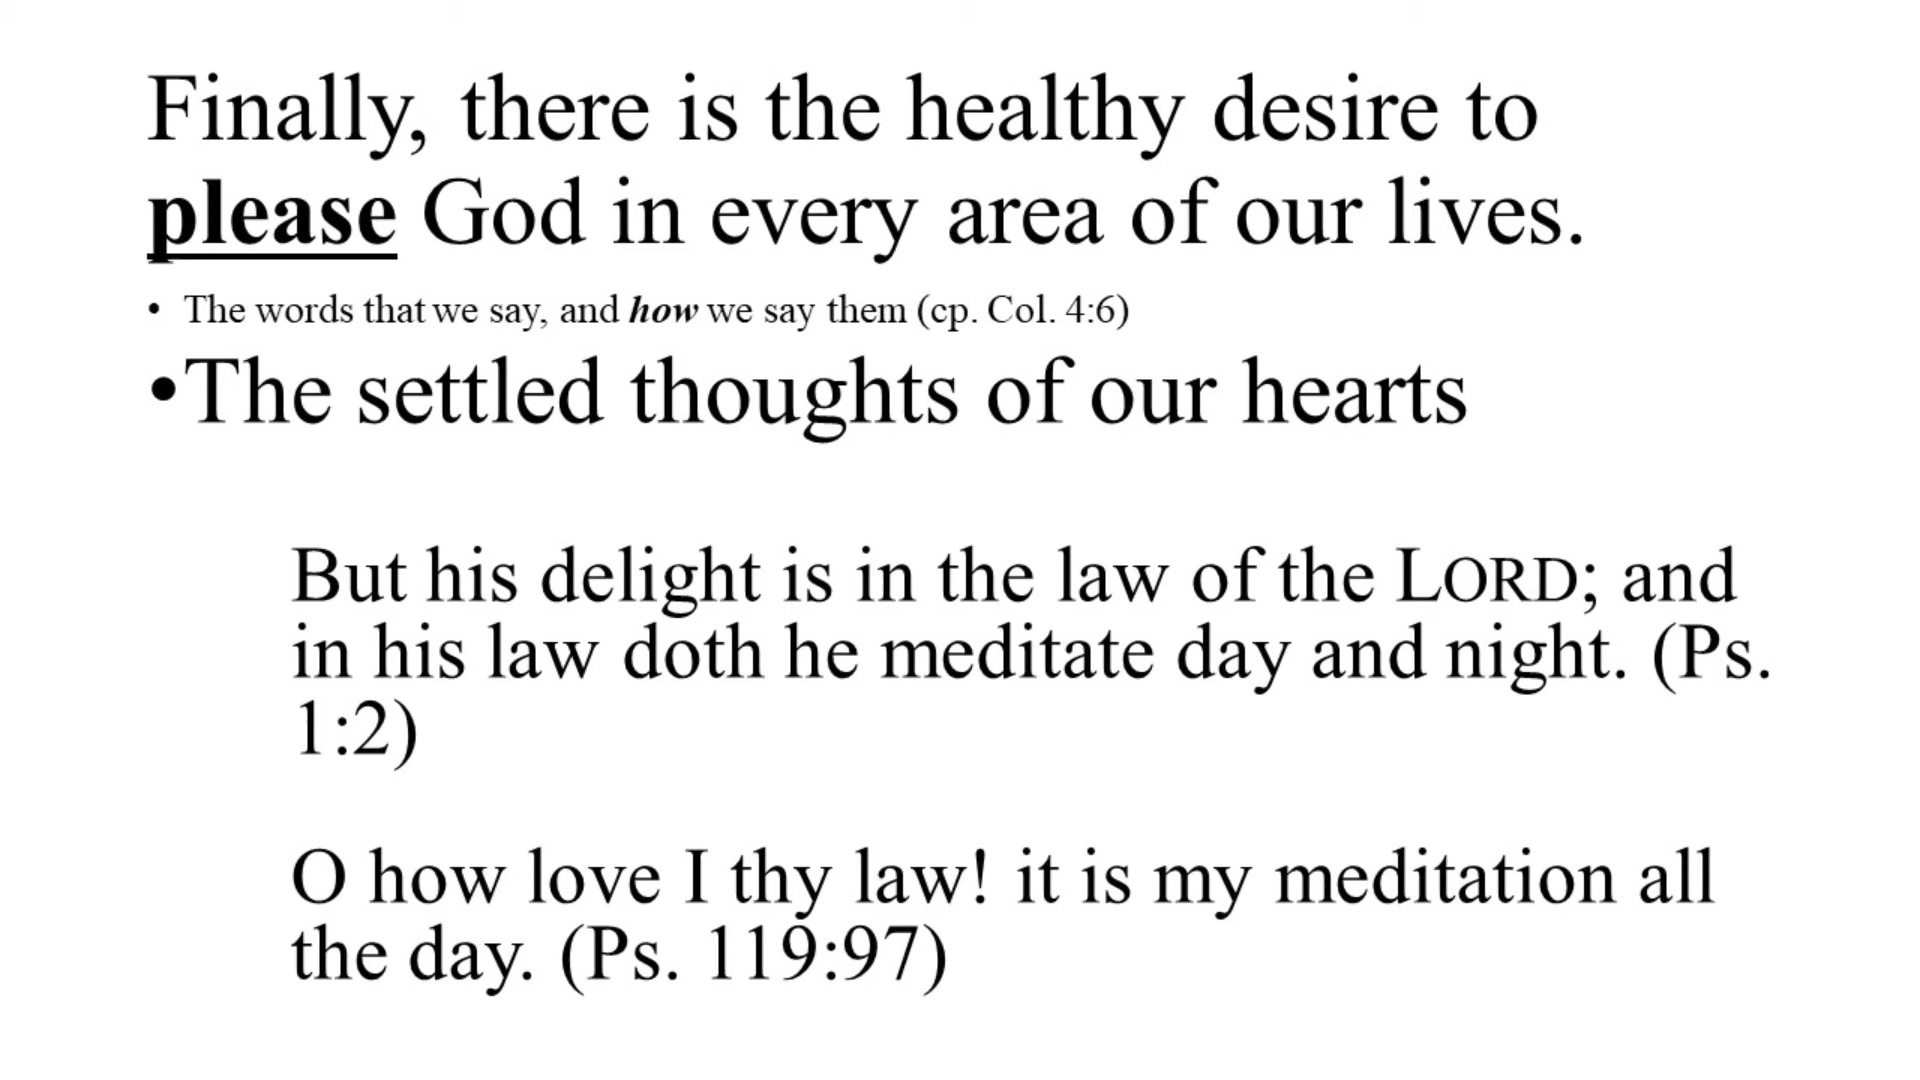 Finally, there is the healthy desire to
please God in every area of our lives.
• The words that we say, and how we say them (cp. Col. 4:6)
•The settled thoughts of our hearts
But his delight is in the law of the LORD; and
in his law doth he meditate day and night. (Ps.
1:2)
O how love I thy law! it is my meditation all
the day. (Ps. 119:97)